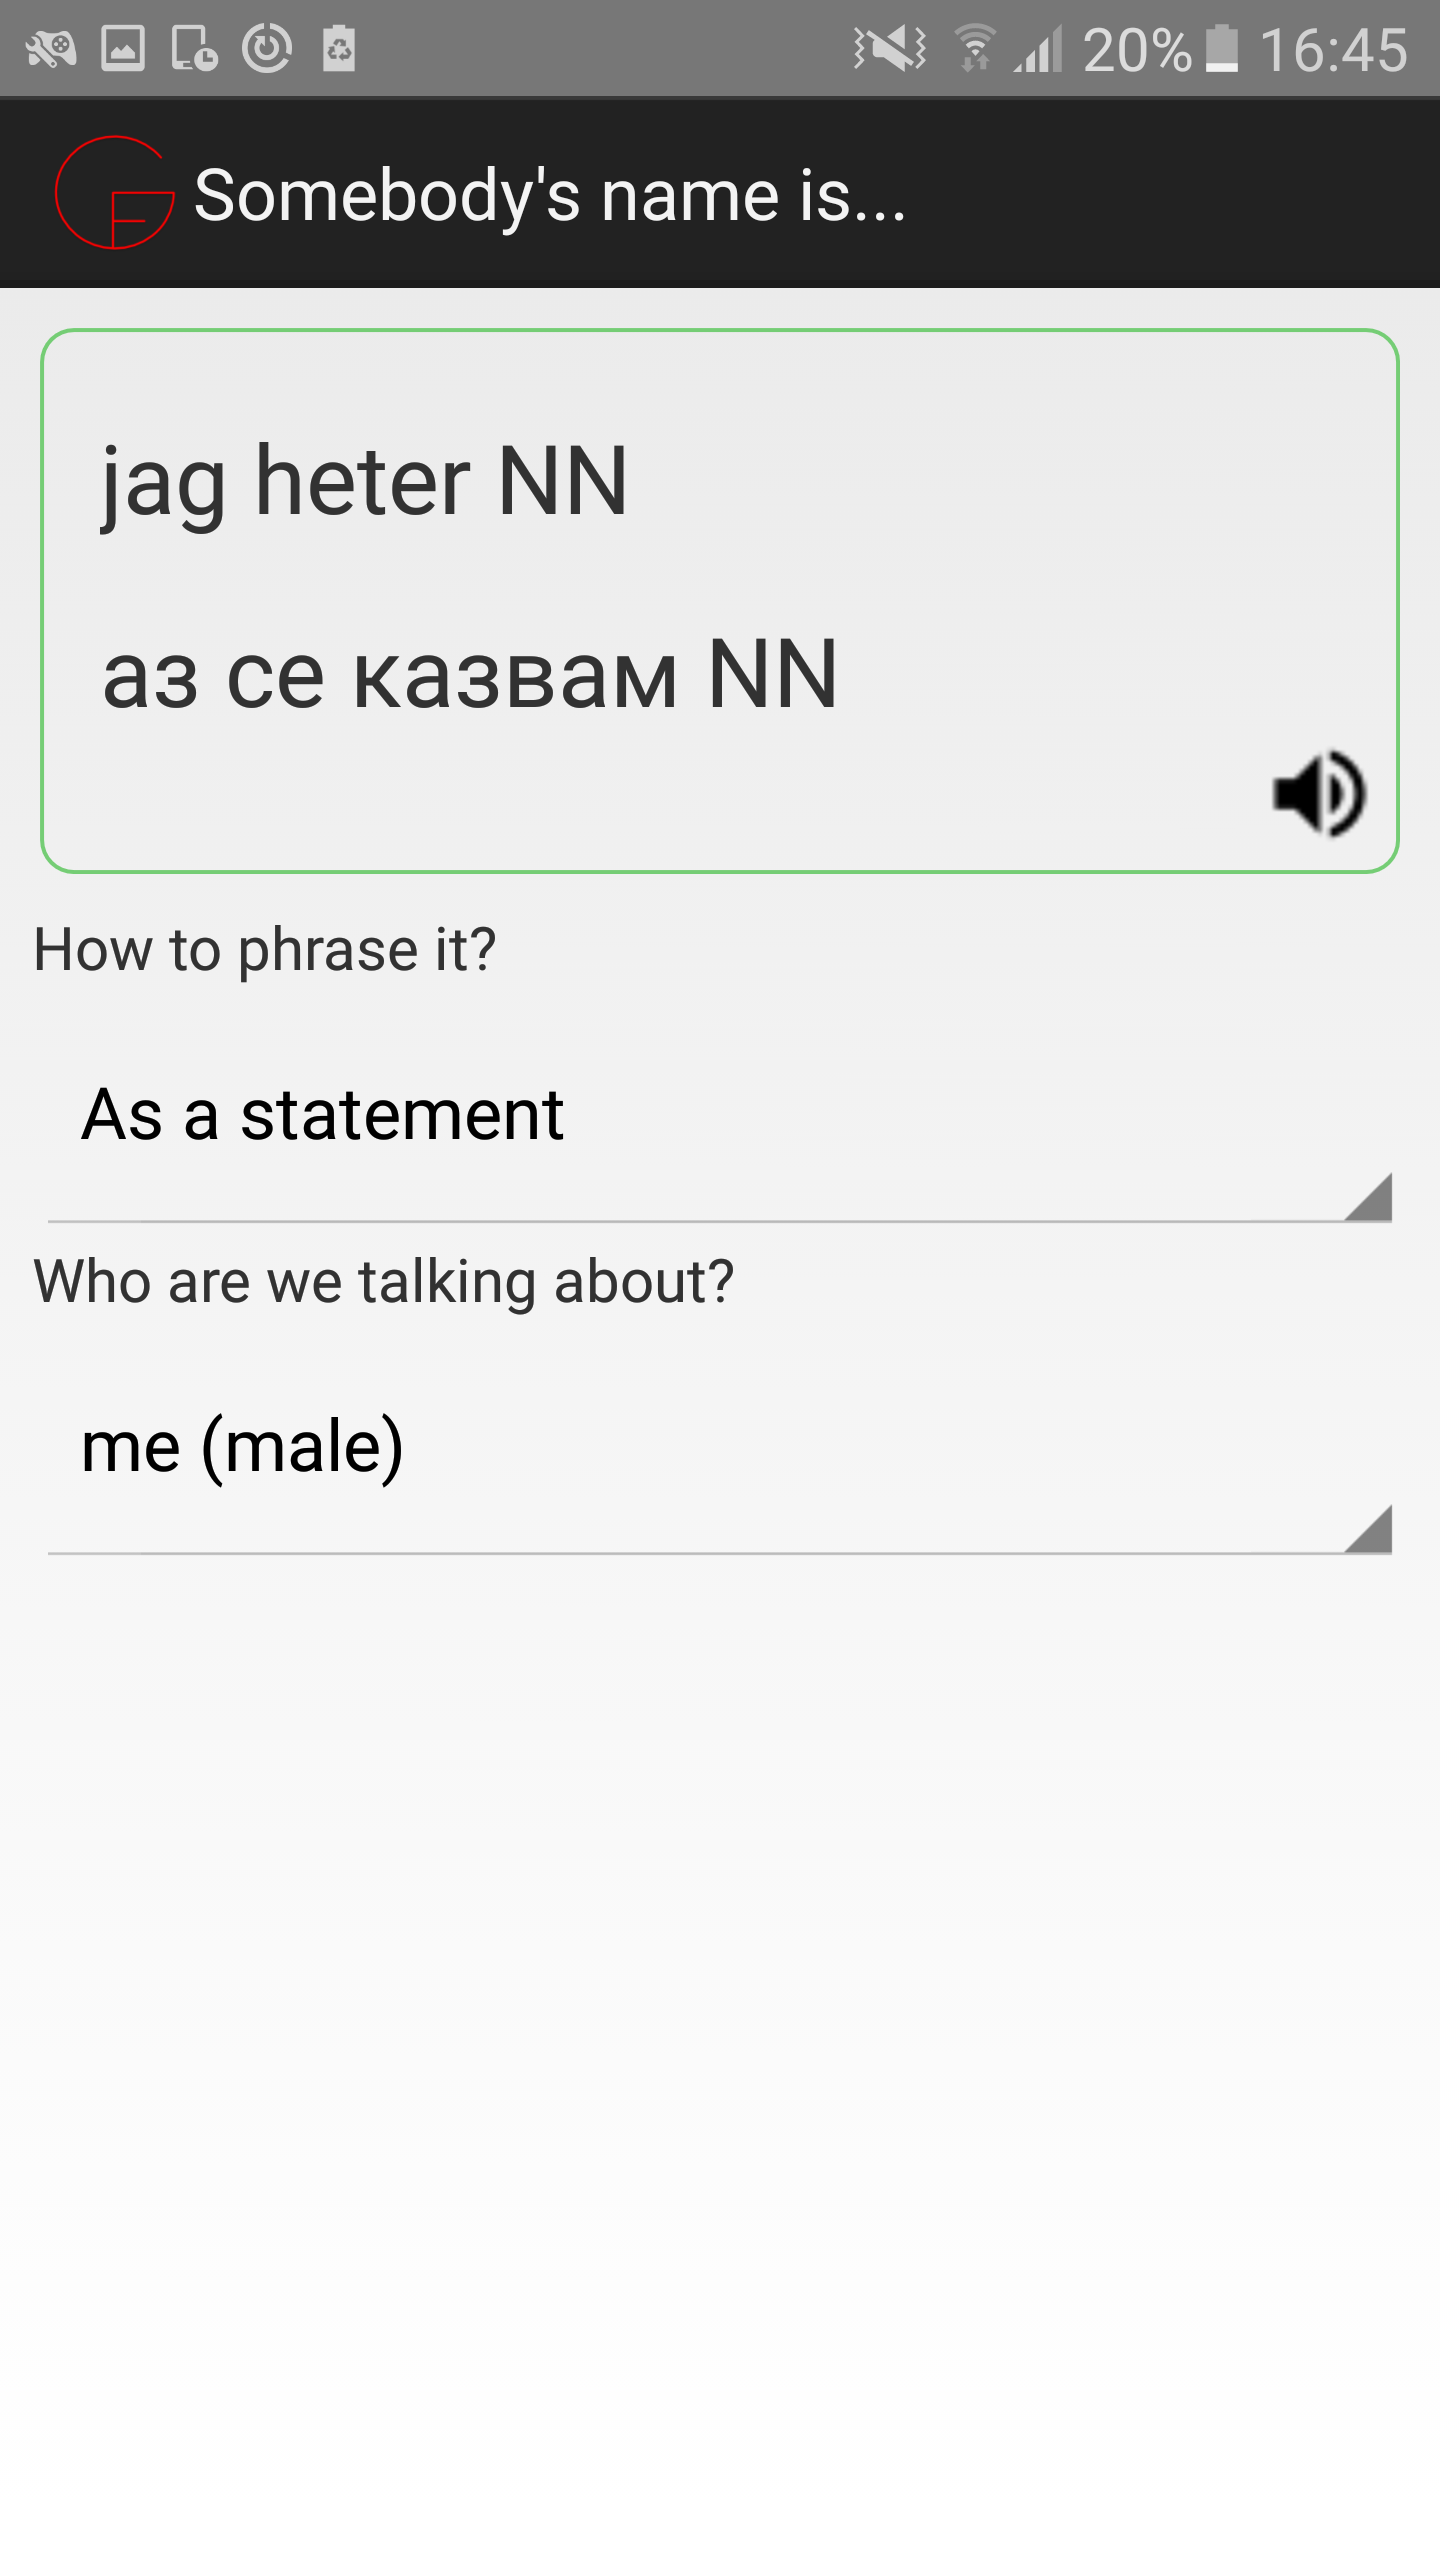 20% 16:45
Somebody's name is...
jag heter NN
аз се казвам NN
How to phrase it?
As a statement
Who are we talking about?
me (male)